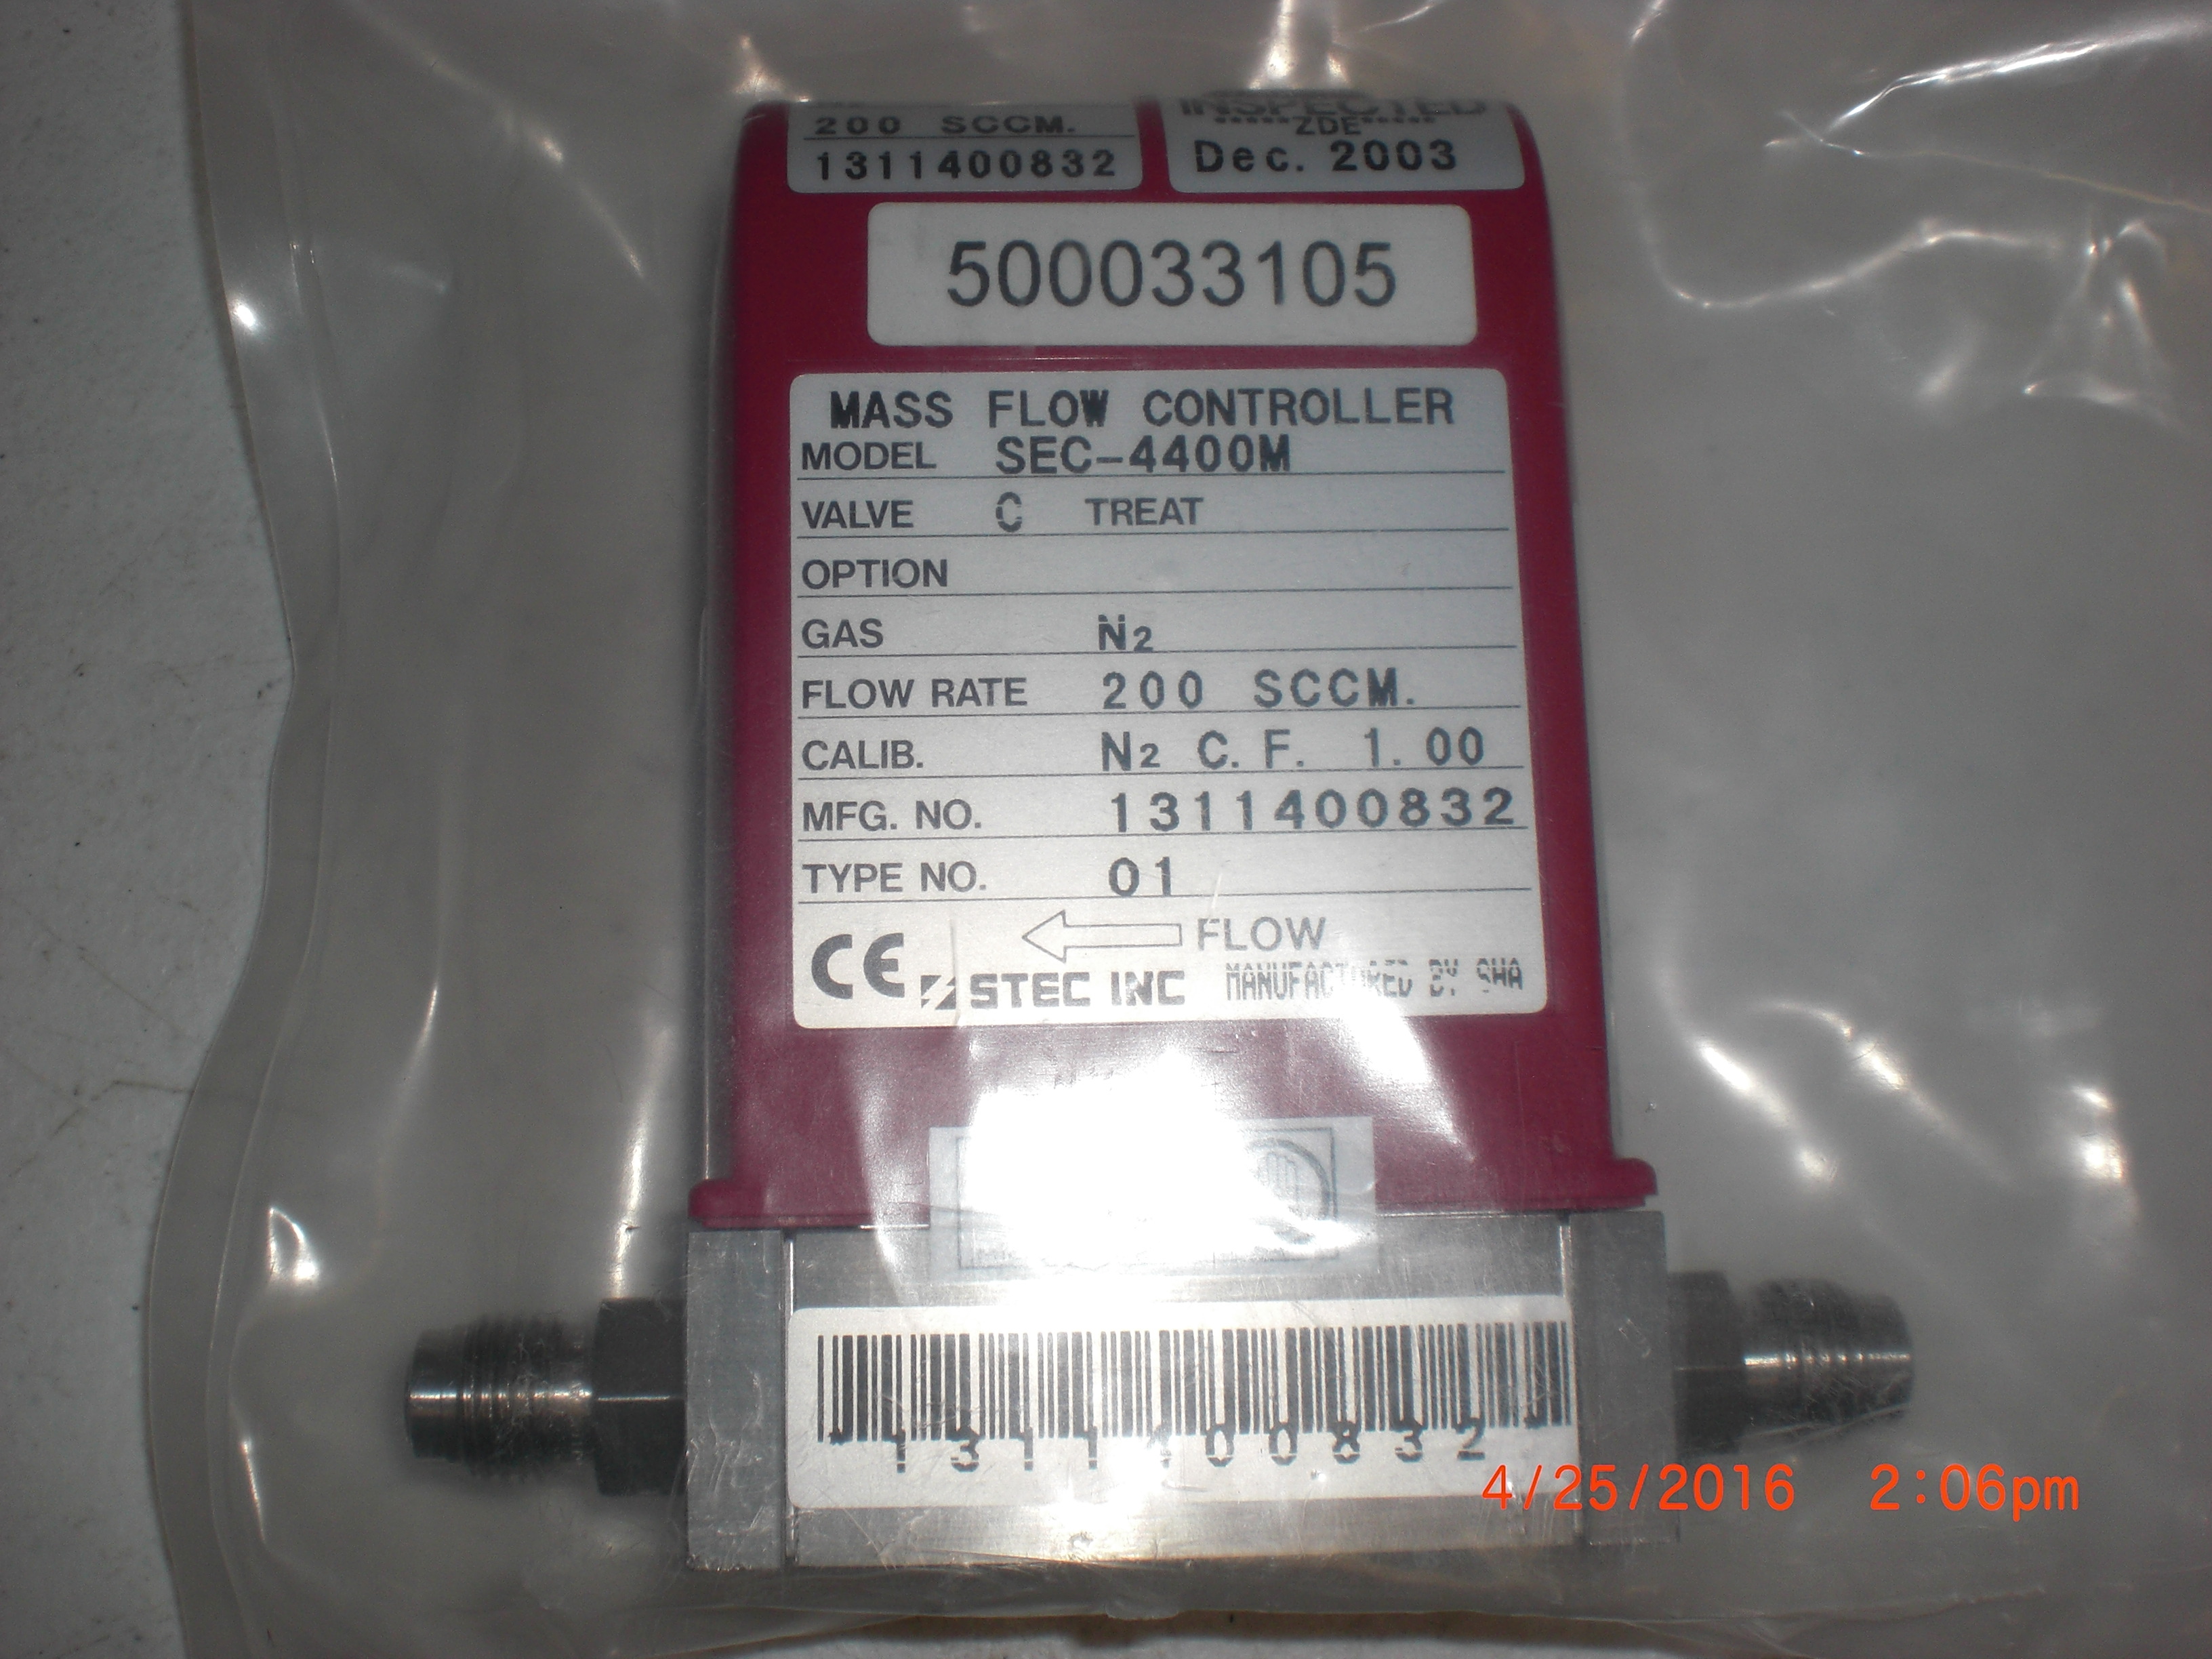 200 SCCM.
1311400832
INSPECTED
*****ZDE*****
Dec. 2003
500033105
MASS FLOW CONTROLLER
MODEL SEC-4400M
VALVE C TREAT
OPTION
GAS N2
FLOW RATE 200 SCCM.
CALIB. N2 C.F. 1.00
MFG. NO. 1311400832
TYPE NO. 01
FLOW
CE STEC INC MANUFACTURED BY SHA
*1311400832*
4/25/2016 2:06pm